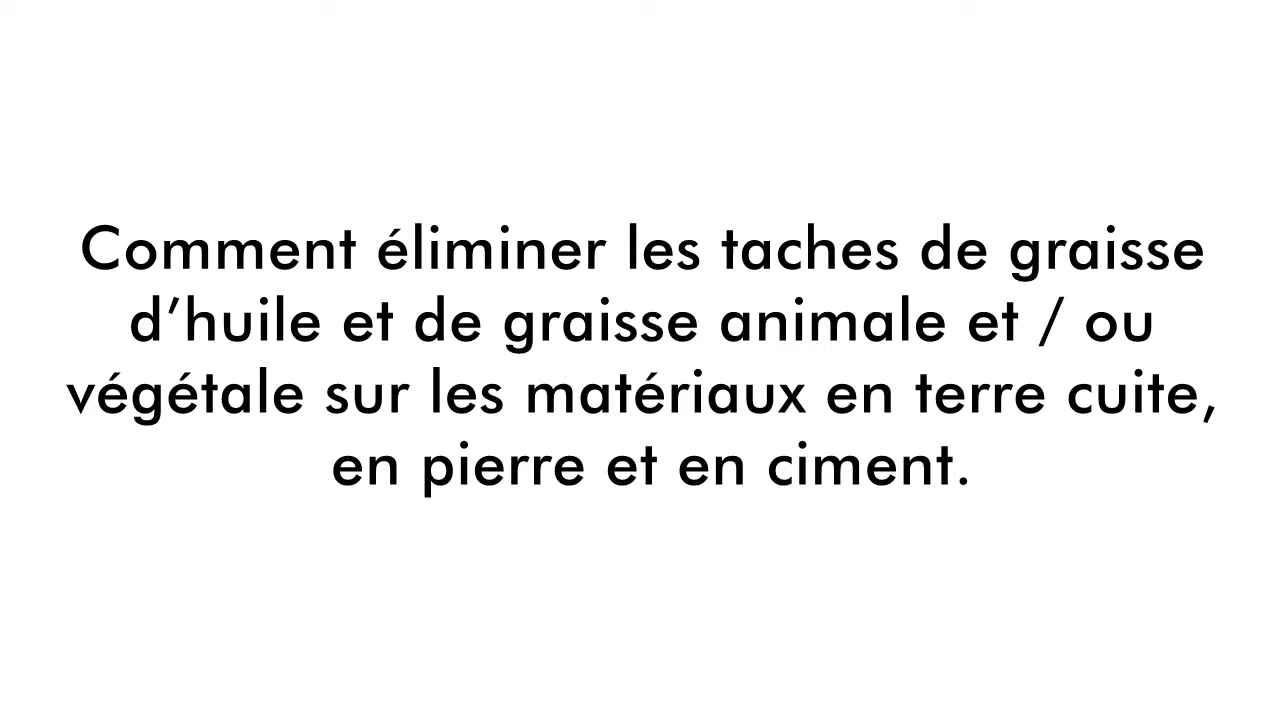 Comment éliminer les taches de graisse
d’huile et de graisse animale et / ou
végétale sur les matériaux en terre cuite,
en pierre et en ciment.